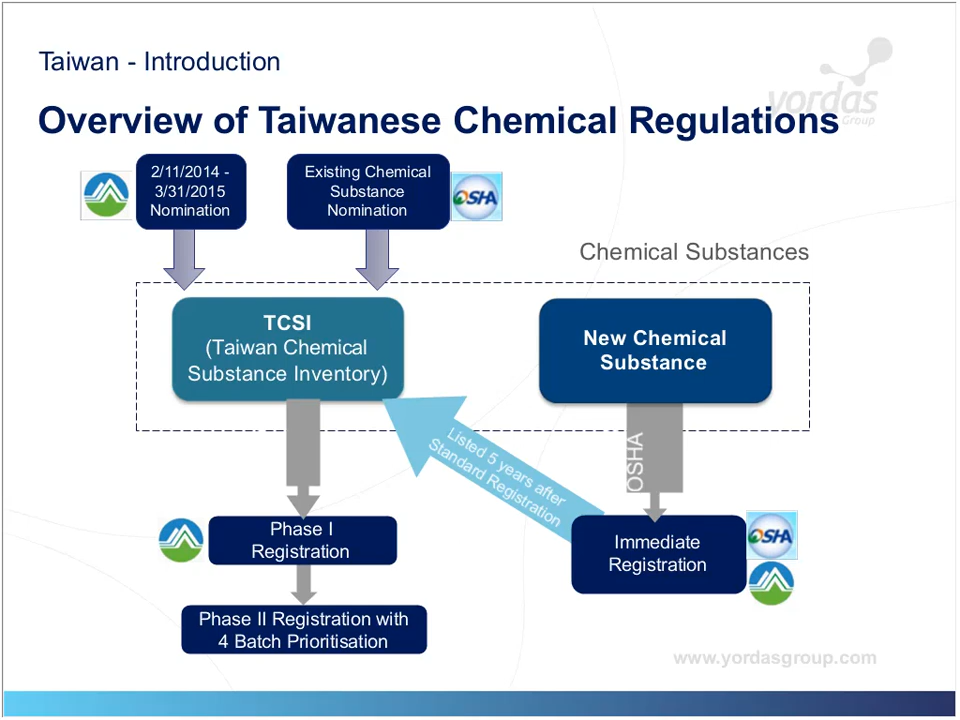 Taiwan - Introduction
yordas
Group
Overview of Taiwanese Chemical Regulations
2/11/2014 -
3/31/2015
Nomination
Existing Chemical
Substance
Nomination
OSHA
Chemical Substances
TCSI
(Taiwan Chemical
Substance Inventory)
New Chemical
Substance
Listed 5 years after
Standard Registration
OSHA
Phase I
Registration
Immediate
Registration
OSHA
Phase II Registration with
4 Batch Prioritisation
www.yordasgroup.com